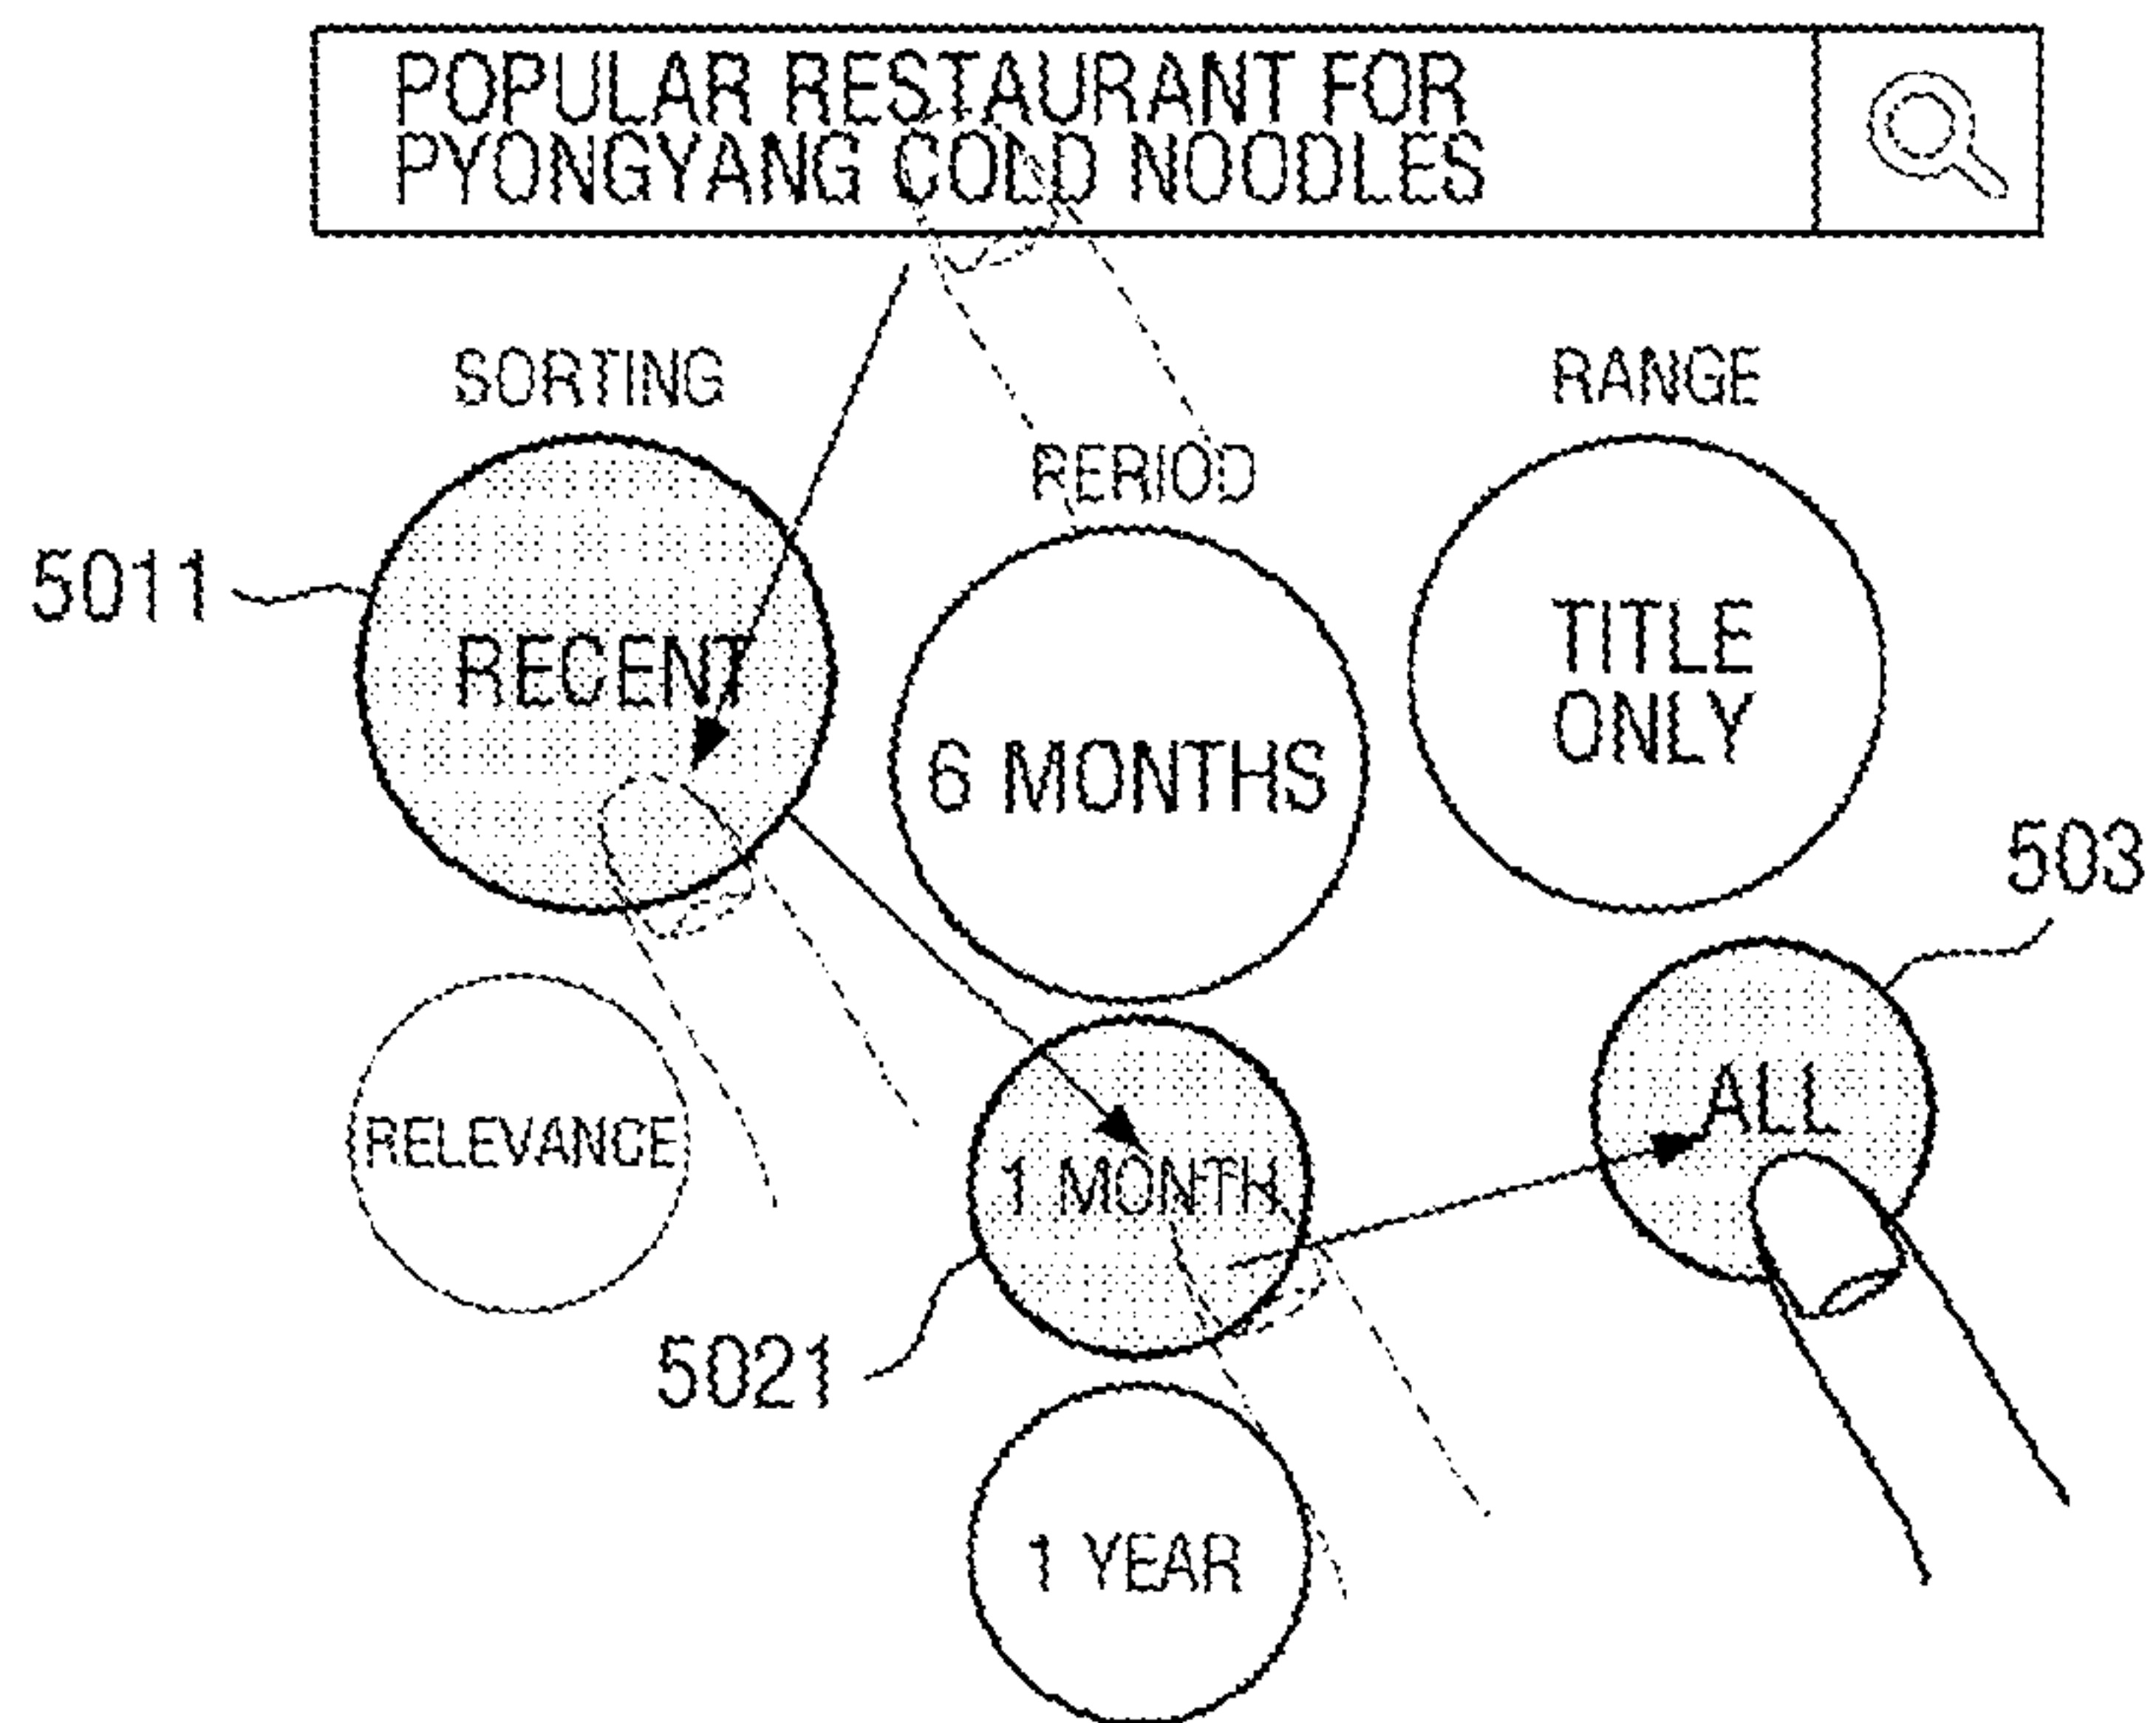 POPULAR RESTAURANT FOR
PYONGYANG COLD NOODLES
SORTING
RANGE
PERIOD
5011
RECENT
6 MONTHS
TITLE
ONLY
503
RELEVANCE
1 MONTH
ALL
5021
1 YEAR